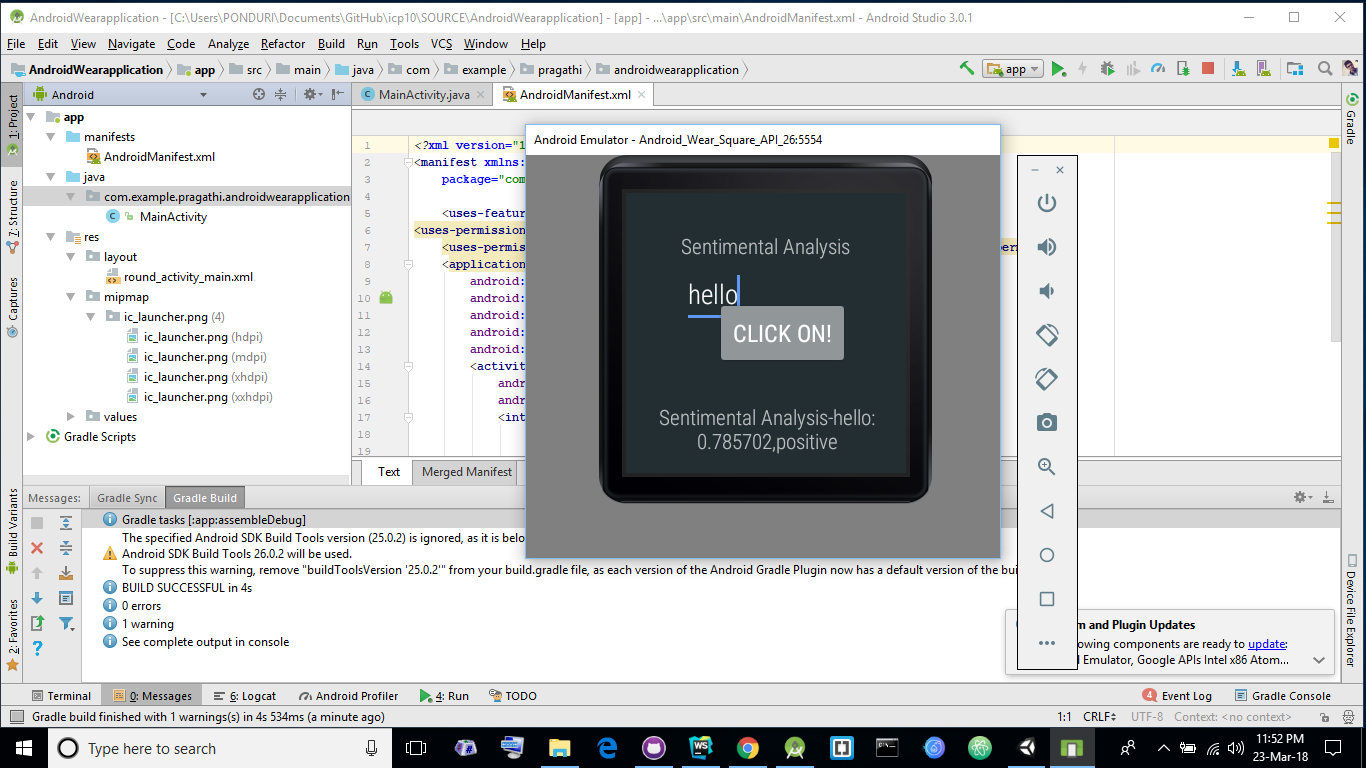 AndroidWearapplication - [C:\Users\PONDURI\Documents\GitHub\icp10\SOURCE\AndroidWearapplication] - [app] - ...\app\src\main\AndroidManifest.xml - Android Studio 3.0.1
File Edit View Navigate Code Analyze Refactor Build Run Tools VCS Window Help
AndroidWearapplication app src main java com example pragathi androidwearapplication app
1: Project
7: Structure
Captures
Build Variants
2: Favorites
Android
app
manifests
AndroidManifest.xml
java
com.example.pragathi.androidwearapplication
MainActivity
res
layout
round_activity_main.xml
mipmap
ic_launcher.png (4)
ic_launcher.png (hdpi)
ic_launcher.png (mdpi)
ic_launcher.png (xhdpi)
ic_launcher.png (xxhdpi)
values
Gradle Scripts
MainActivity.java AndroidManifest.xml
1 <?xml version="1
2 <manifest xmlns:
3 package="com
4
5 <uses-featur
6 <uses-permission
7 <uses-permis
8 <application
9 android:
10 android:
11 android:
12 android:
13 android:
14 <activit
15 andr
16 andr
17 <int
18
19
Text Merged Manifest
Android Emulator - Android_Wear_Square_API_26:5554
Sentimental Analysis
hello
CLICK ON!
Sentimental Analysis-hello:
0.785702,positive
Gradle
Device File Explorer
Messages: Gradle Sync Gradle Build
Gradle tasks [:app:assembleDebug]
The specified Android SDK Build Tools version (25.0.2) is ignored, as it is belo
Android SDK Build Tools 26.0.2 will be used.
To suppress this warning, remove "buildToolsVersion '25.0.2'" from your build.gradle file, as each version of the Android Gradle Plugin now has a default version of the bui
BUILD SUCCESSFUL in 4s
0 errors
1 warning
See complete output in console
m and Plugin Updates
owing components are ready to update:
l Emulator, Google APIs Intel x86 Atom...
Terminal 0: Messages 6: Logcat Android Profiler 4: Run TODO 4 Event Log Gradle Console
Gradle build finished with 1 warnings(s) in 4s 534ms (a minute ago) 1:1 CRLF UTF-8 Context: <no context>
Type here to search
11:52 PM
23-Mar-18